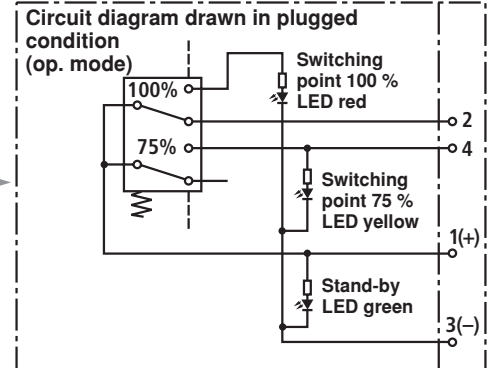 Circuit diagram drawn in plugged
condition
(op. mode)
100%
75%
Switching
point 100 %
LED red
2
4
Switching
point 75 %
LED yellow
1(+)
Stand-by
LED green
3(–)